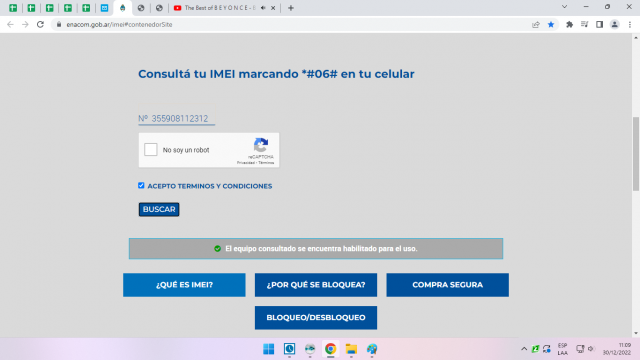 The Best of B E Y O N C E - 
enacom.gob.ar/imei#contenedorSite
Consultá tu IMEI marcando *#06# en tu celular
Nº 355908112312
No soy un robot
reCAPTCHA
Privacidad - Términos
ACEPTO TERMINOS Y CONDICIONES
BUSCAR
El equipo consultado se encuentra habilitado para el uso.
¿QUÉ ES IMEI?
¿POR QUÉ SE BLOQUEA?
COMPRA SEGURA
BLOQUEO/DESBLOQUEO
ESP
LAA
11:09
30/12/2022